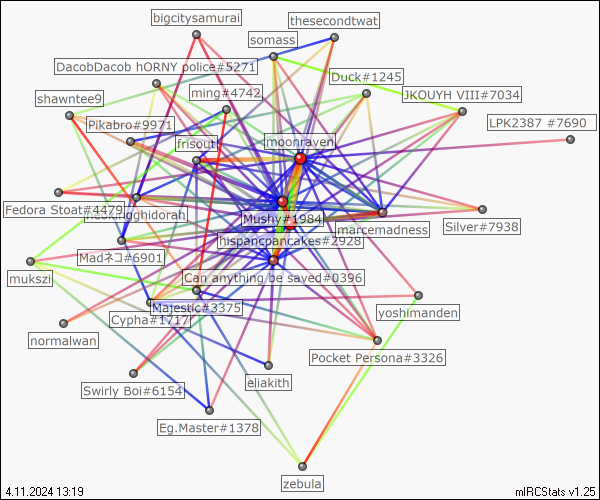 bigcitysamurai
thesecondtwat
somass
DacobDacob hORNY police#5271
Duck#1245
ming#4742
JKOUYH VIII#7034
shawntee9
LPK2387 #7690
Pikabro#9971
frisout
moonraven
Fedora Stoat#4479
mockingghidorah
Mushy#1984
Silver#7938
marcemadness
hispancpancakes#2928
Madネコ#6901
mukszi
Can anything be saved#0396
Majestic#3375
yoshimanden
Cypha#1717
normalwan
Pocket Persona#3326
eliakith
Swirly Boi#6154
Eg.Master#1378
zebula
4.11.2024 13:19
mIRCStats v1.25